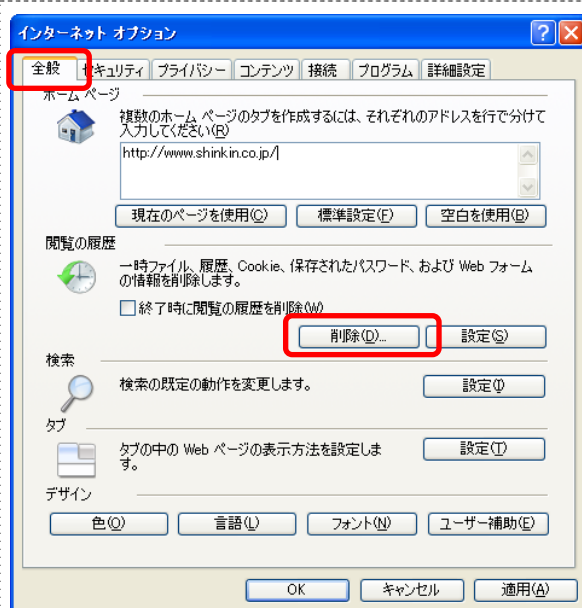 インターネット オプション
全般 セキュリティ プライバシー コンテンツ 接続 プログラム 詳細設定
ホーム ページ
複数のホーム ページのタブを作成するには、それぞれのアドレスを行で分けて
入力してください(R)
http://www.shinkin.co.jp/
現在のページを使用(C) 標準設定(F) 空白を使用(B)
閲覧の履歴
一時ファイル、履歴、Cookie、保存されたパスワード、および Web フォーム
の情報を削除します。
終了時に閲覧の履歴を削除(W)
削除(D)... 設定(S)
検索
検索の既定の動作を変更します。
設定(I)
タブ
タブの中の Web ページの表示方法を設定しま
す。
設定(T)
デザイン
色(O) 言語(L) フォント(N) ユーザー補助(E)
OK キャンセル 適用(A)